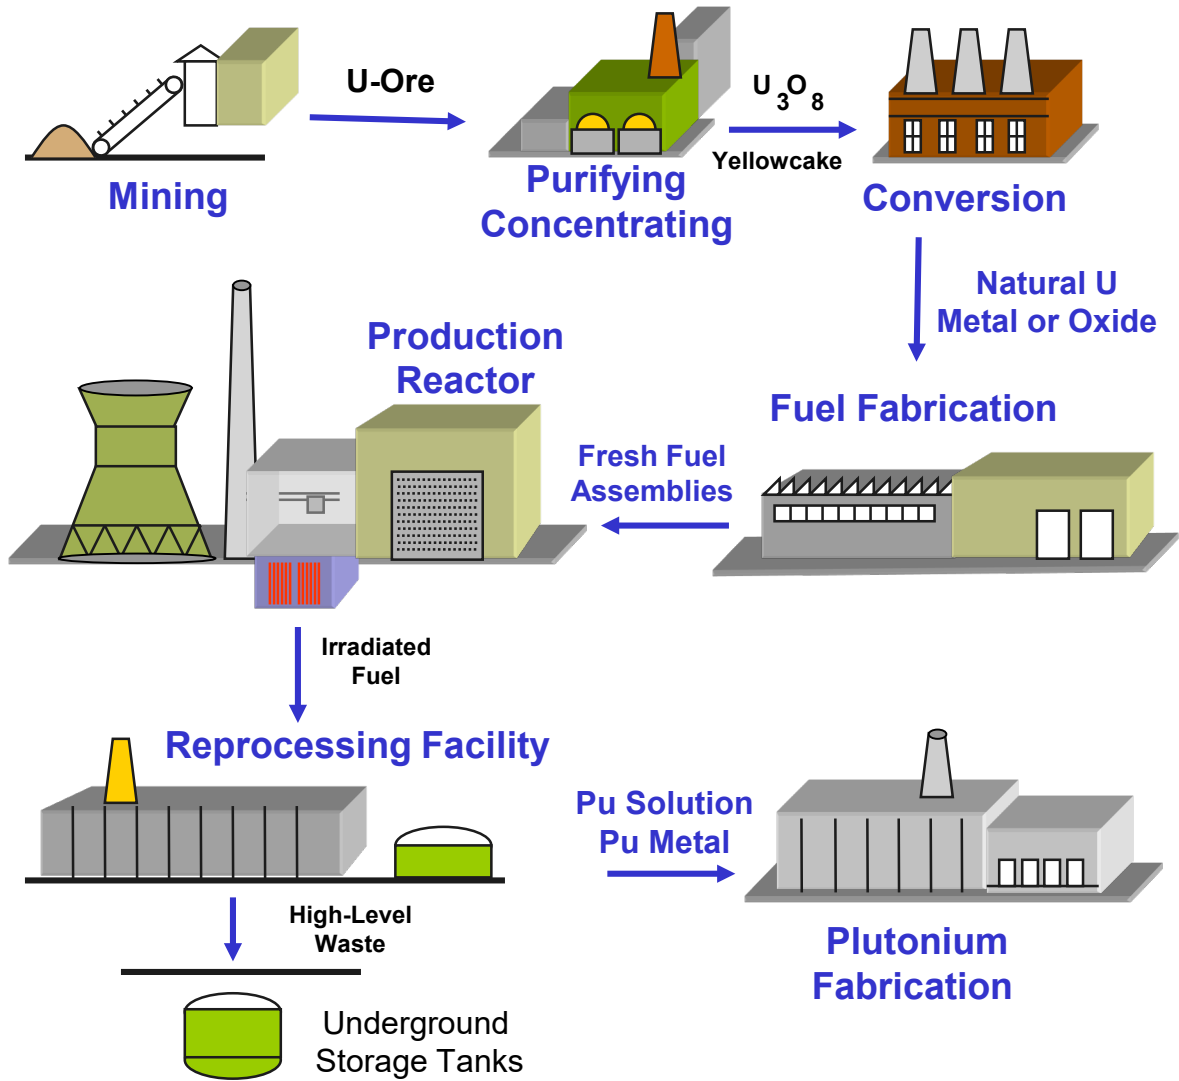 U-Ore
U3O8
Yellowcake
Mining
Purifying
Concentrating
Conversion
Natural U
Metal or Oxide
Production
Reactor
Fuel Fabrication
Fresh Fuel
Assemblies
Irradiated
Fuel
Reprocessing Facility
Pu Solution
Pu Metal
High-Level
Waste
Plutonium
Fabrication
Underground
Storage Tanks